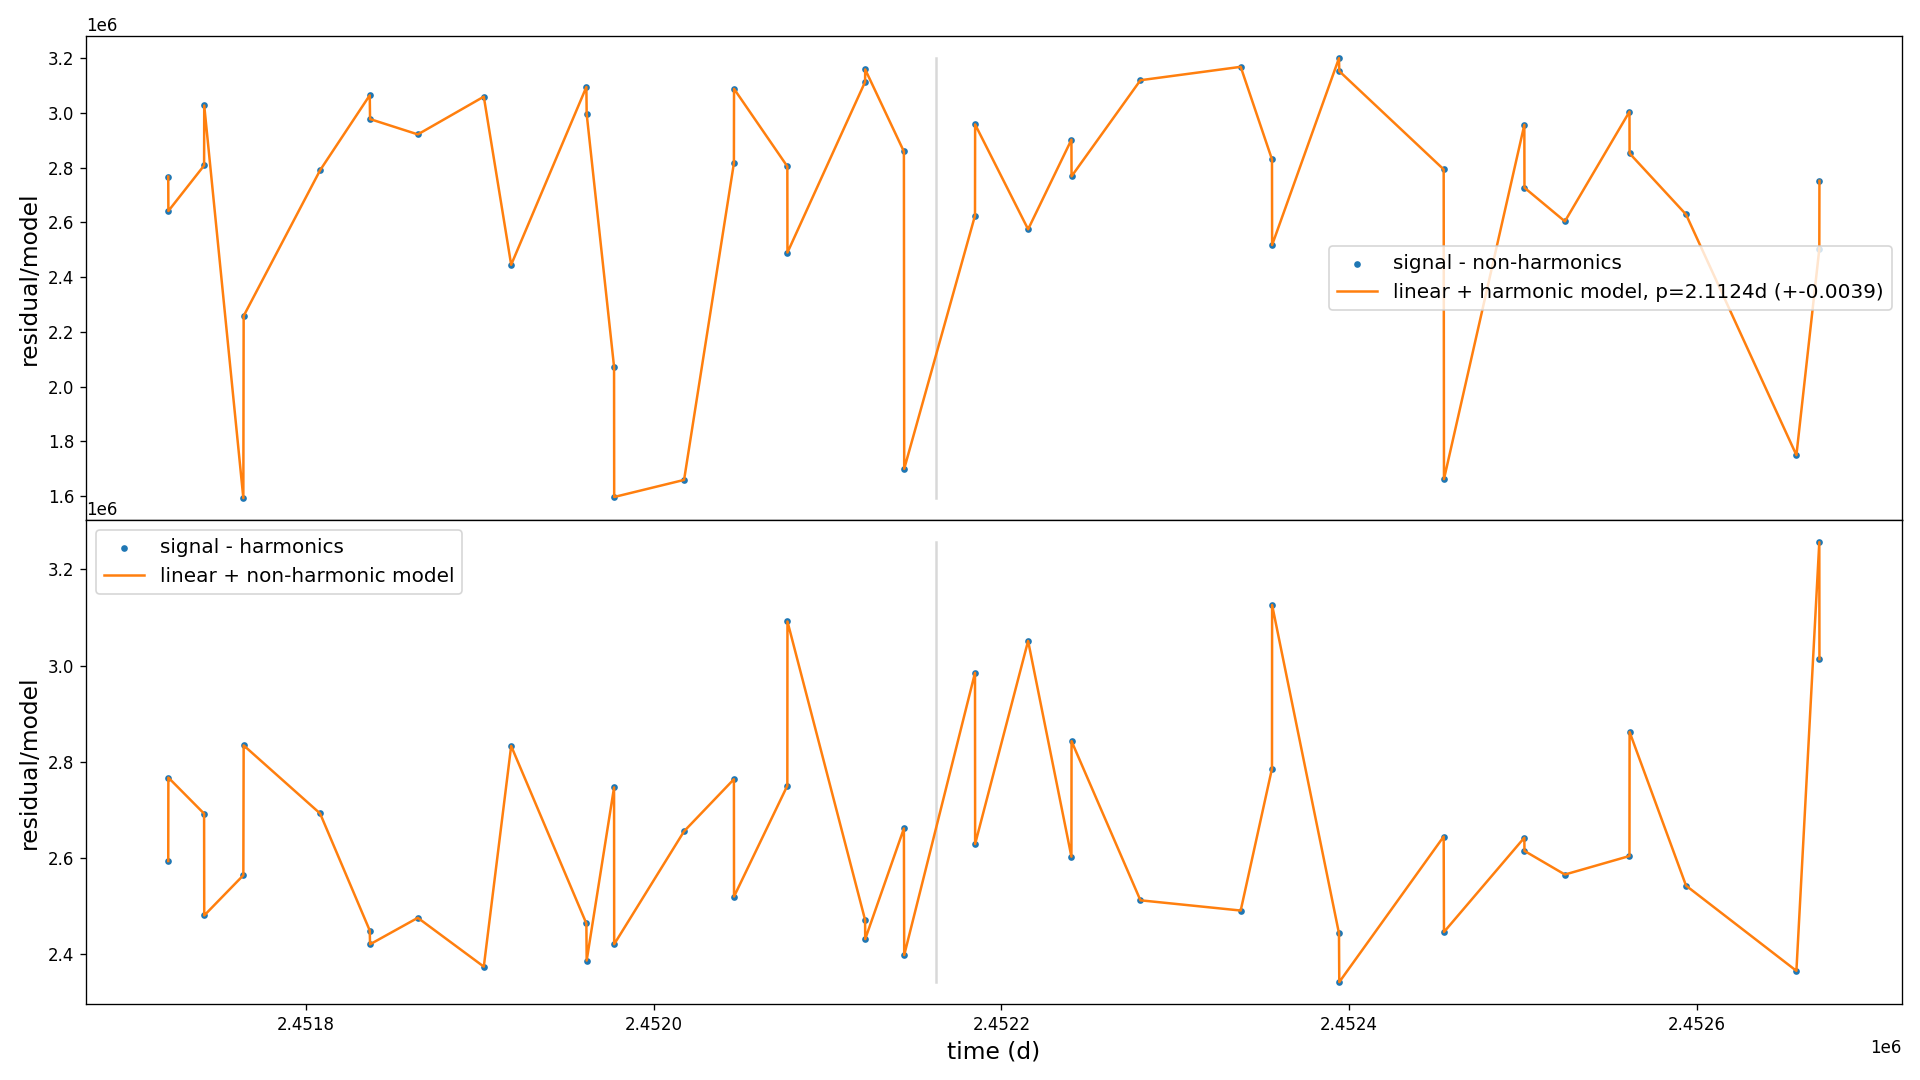 1e6
3.2
3.0
2.8
2.6
2.4
2.2
2.0
1.8
1.6
residual/model
signal - non-harmonics
linear + harmonic model, p=2.1124d (+-0.0039)
1e6
signal - harmonics
linear + non-harmonic model
3.2
3.0
2.8
2.6
2.4
residual/model
2.4518
2.4520
2.4522
2.4524
2.4526
1e6
time (d)